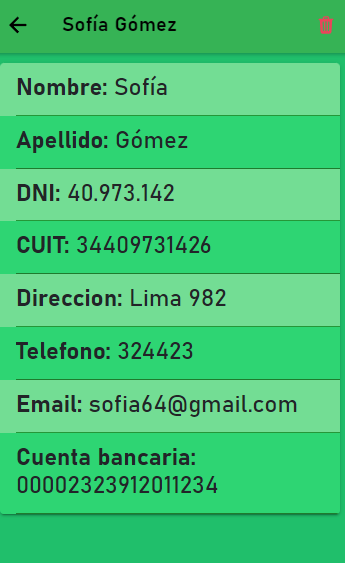 Sofía Gómez
Nombre: Sofía
Apellido: Gómez
DNI: 40.973.142
CUIT: 34409731426
Direccion: Lima 982
Telefono: 324423
Email: sofia64@gmail.com
Cuenta bancaria:
00002323912011234